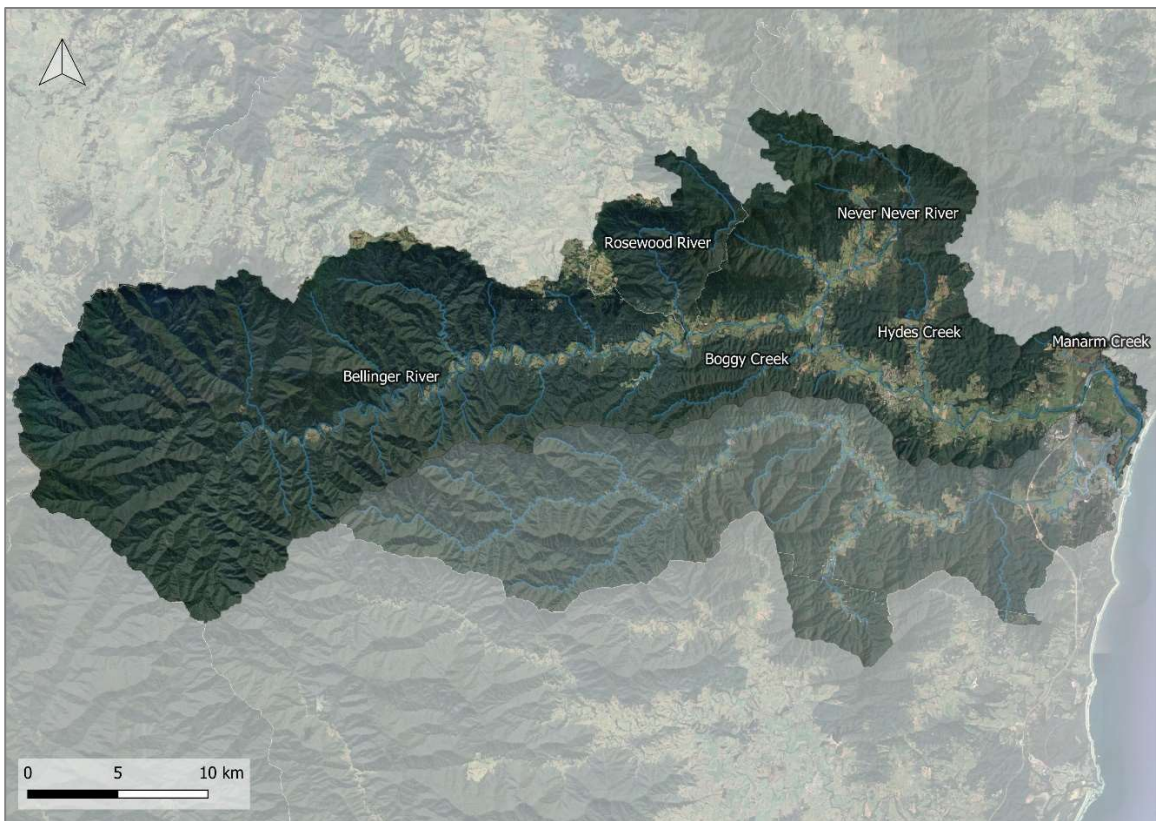 Never Never River
Rosewood River
Hydes Creek
Manarm Creek
Boggy Creek
Bellinger River
0 5 10 km